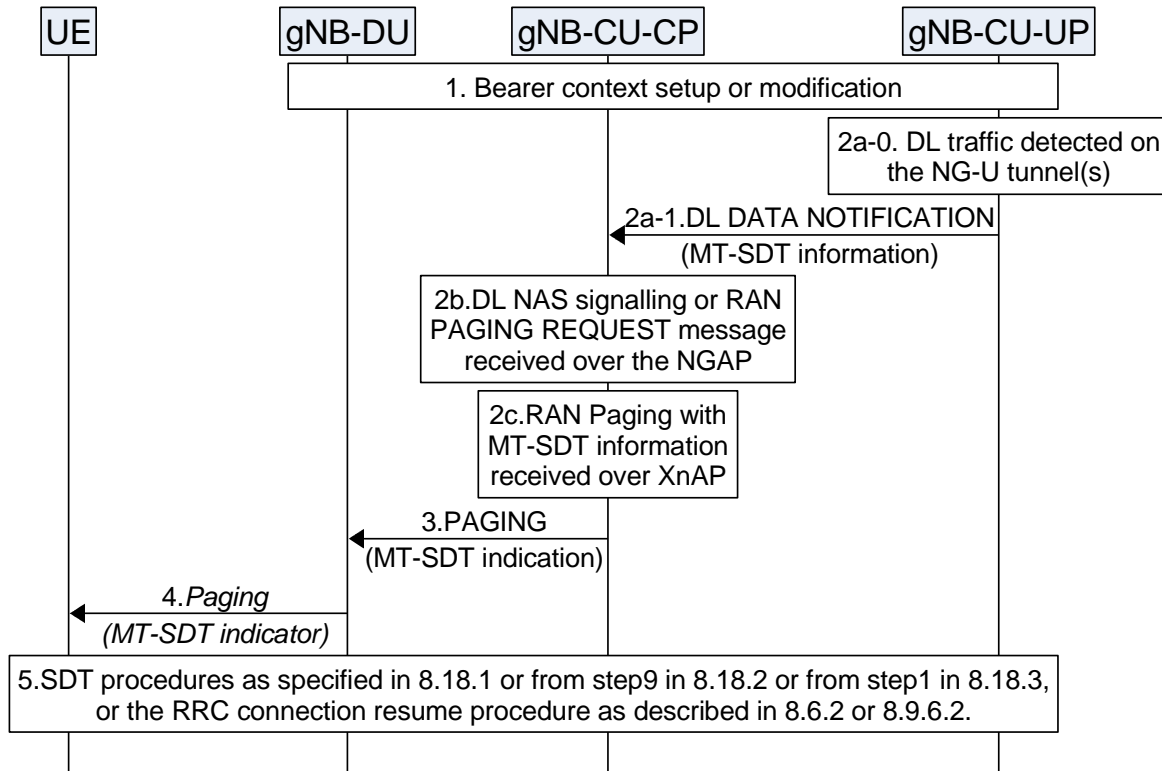 UE
gNB-DU
gNB-CU-CP
gNB-CU-UP
1. Bearer context setup or modification
2a-0. DL traffic detected on
the NG-U tunnel(s)
2a-1.DL DATA NOTIFICATION
(MT-SDT information)
2b.DL NAS signalling or RAN
PAGING REQUEST message
received over the NGAP
2c.RAN Paging with
MT-SDT information
received over XnAP
3.PAGING
(MT-SDT indication)
4.Paging
(MT-SDT indicator)
5.SDT procedures as specified in 8.18.1 or from step9 in 8.18.2 or from step1 in 8.18.3,
or the RRC connection resume procedure as described in 8.6.2 or 8.9.6.2.